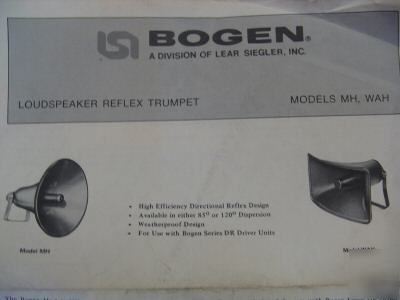 LSI BOGEN®
A DIVISION OF LEAR SIEGLER, INC.
LOUDSPEAKER REFLEX TRUMPET
MODELS MH, WAH
• High Efficiency Directional Reflex Design
• Available in either 85° or 120° Dispersion
• Weatherproof Design
• For Use with Bogen Series DR Driver Units
Model MH